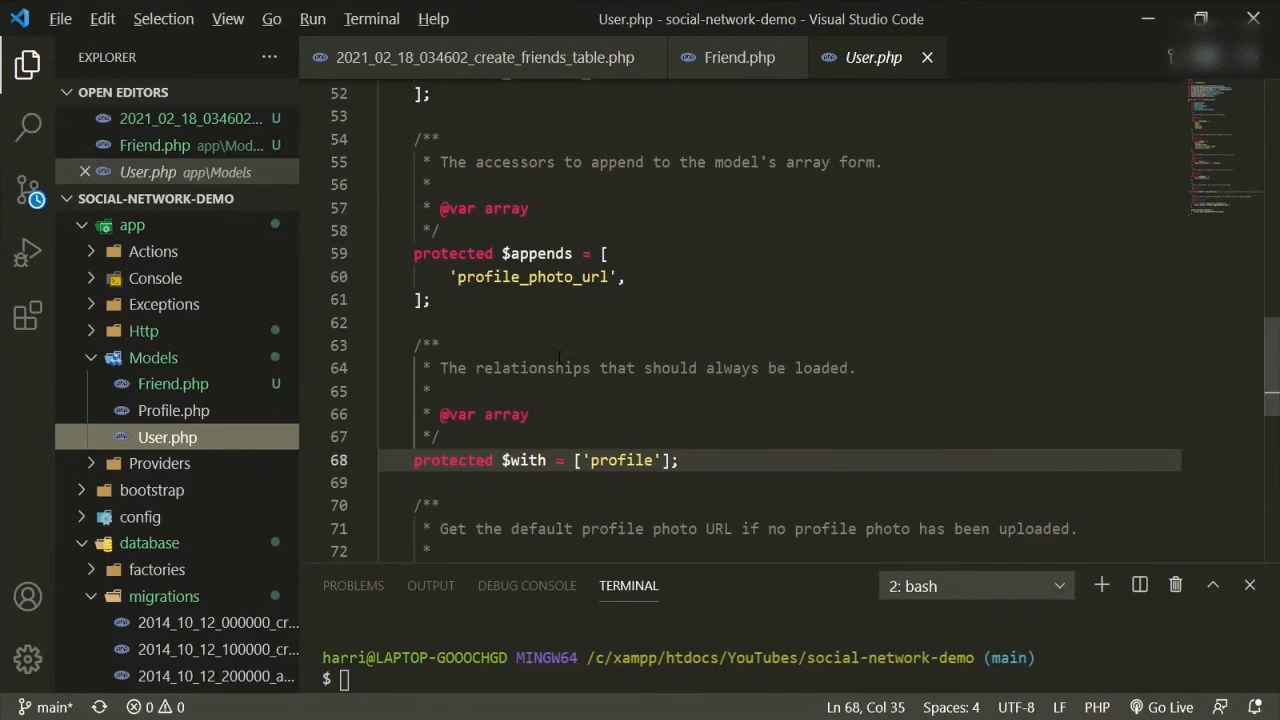 File Edit Selection View Go Run Terminal Help User.php - social-network-demo - Visual Studio Code
EXPLORER ...
2021_02_18_034602_create_friends_table.php Friend.php User.php
OPEN EDITORS
2021_02_18_034602... U
Friend.php app\Mod... U
User.php app\Models
SOCIAL-NETWORK-DEMO
app
Actions
Console
Exceptions
Http
Models
Friend.php U
Profile.php
User.php
Providers
bootstrap
config
database
factories
migrations
2014_10_12_000000_cr...
2014_10_12_100000_cr...
2014_10_12_200000_a...
52 ];
53
54 /**
55 * The accessors to append to the model's array form.
56 *
57 * @var array
58 */
59 protected $appends = [
60 'profile_photo_url',
61 ];
62
63 /**
64 * The relationships that should always be loaded.
65 *
66 * @var array
67 */
68 protected $with = ['profile'];
69
70 /**
71 * Get the default profile photo URL if no profile photo has been uploaded.
72 *
PROBLEMS OUTPUT DEBUG CONSOLE TERMINAL 2: bash
harri@LAPTOP-GOOOCHGD MINGW64 /c/xampp/htdocs/YouTubes/social-network-demo (main)
$
main* 0 0 Ln 68, Col 35 Spaces: 4 UTF-8 LF PHP Go Live